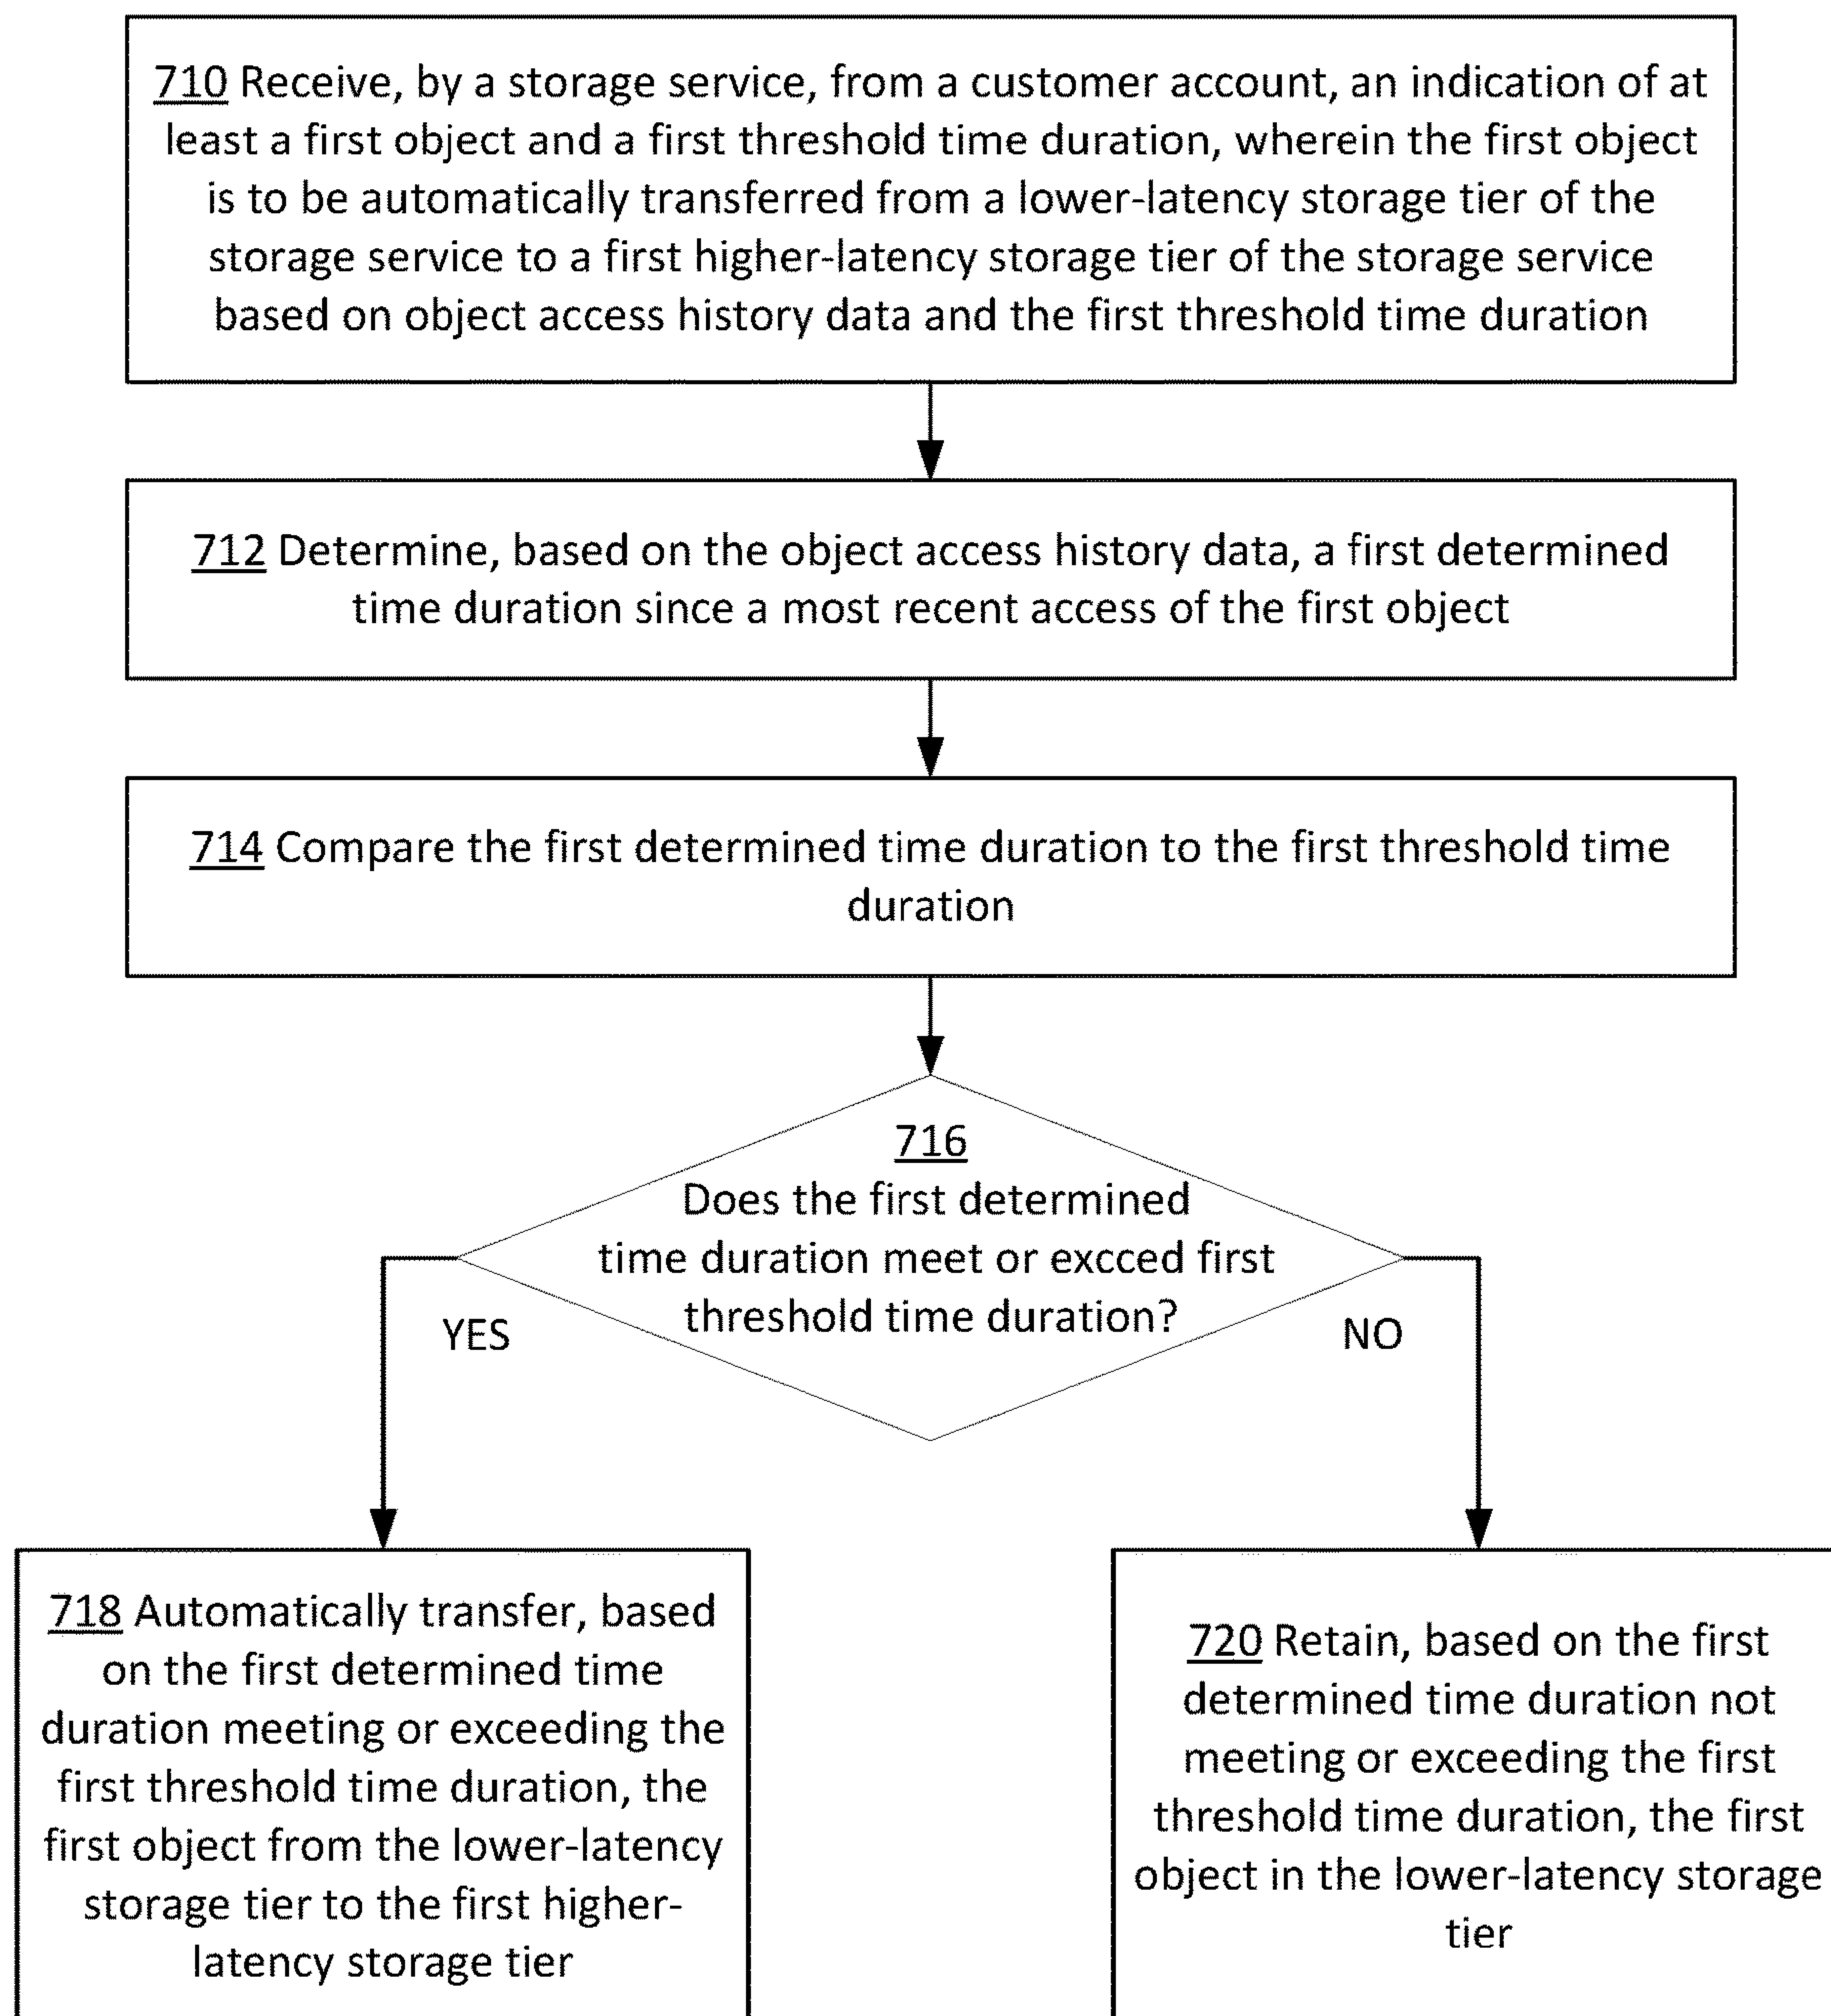 710 Receive, by a storage service, from a customer account, an indication of at
least a first object and a first threshold time duration, wherein the first object
is to be automatically transferred from a lower-latency storage tier of the
storage service to a first higher-latency storage tier of the storage service
based on object access history data and the first threshold time duration
712 Determine, based on the object access history data, a first determined
time duration since a most recent access of the first object
714 Compare the first determined time duration to the first threshold time
duration
716
Does the first determined
time duration meet or excced first
threshold time duration?
YES
NO
718 Automatically transfer, based
on the first determined time
duration meeting or exceeding the
first threshold time duration, the
first object from the lower-latency
storage tier to the first higher-
latency storage tier
720 Retain, based on the first
determined time duration not
meeting or exceeding the first
threshold time duration, the first
object in the lower-latency storage
tier